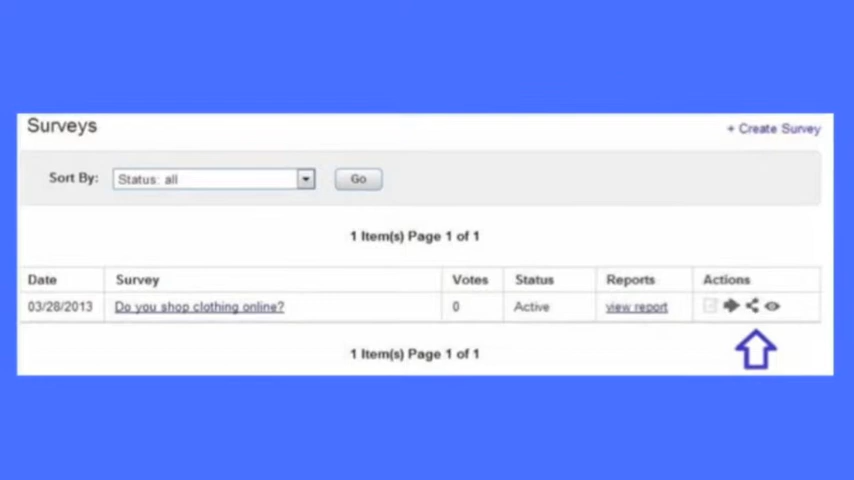 Surveys
+ Create Survey
Sort By: Status: all Go
1 Item(s) Page 1 of 1
Date Survey Votes Status Reports Actions
03/28/2013 Do you shop clothing online? 0 Active view report
1 Item(s) Page 1 of 1